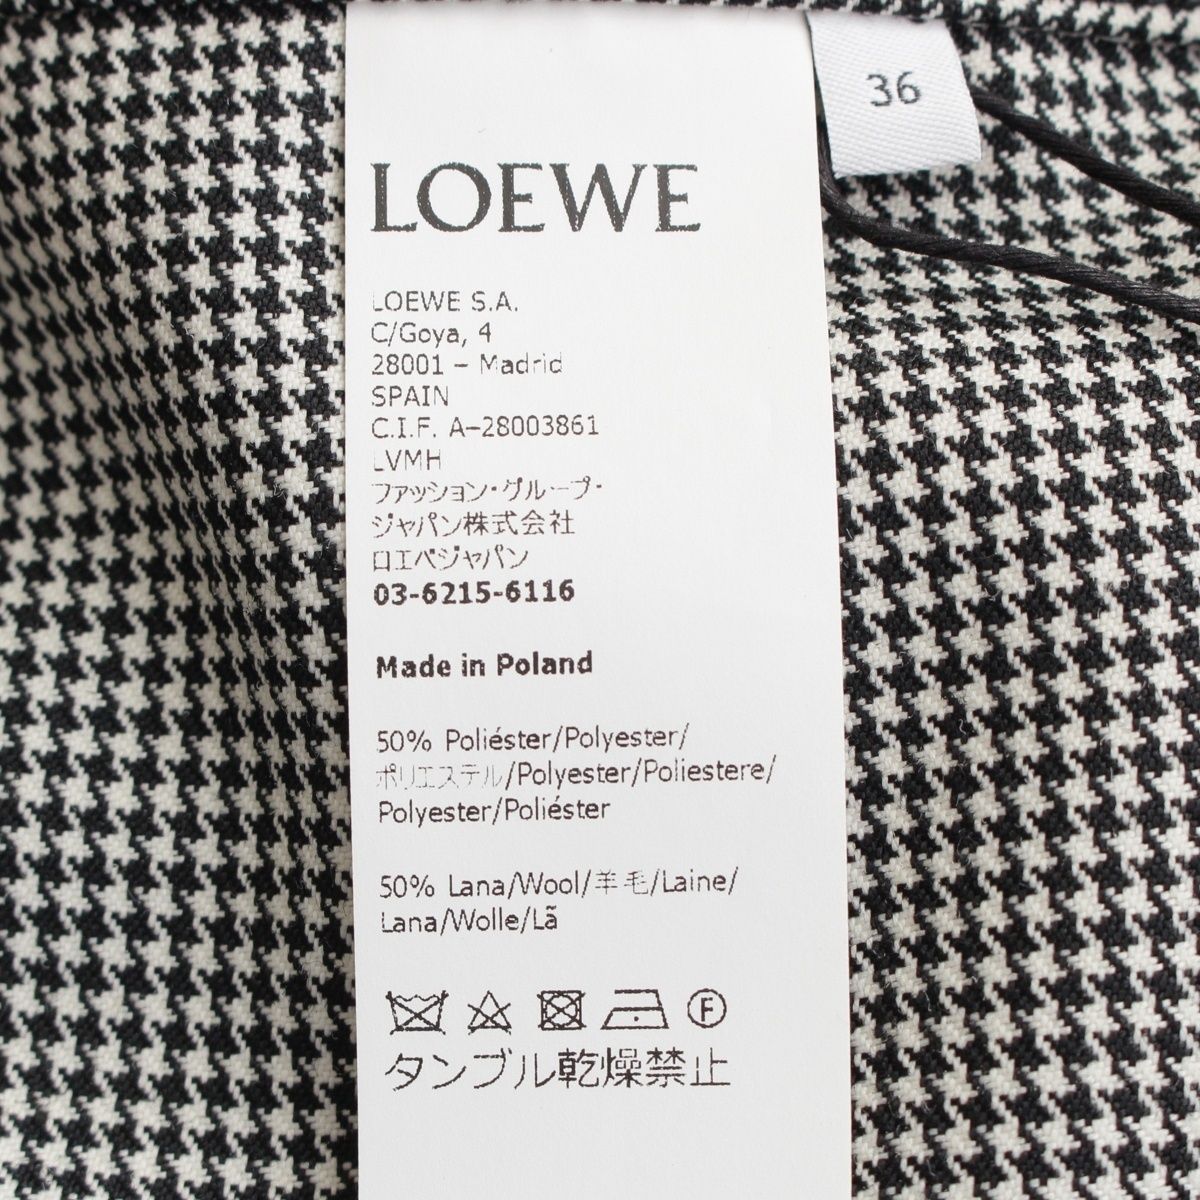 36
LOEWE
LOEWE S.A.
C/Goya, 4
28001 – Madrid
SPAIN
C.I.F. A–28003861
LVMH
ファッション・グループ・
ジャパン株式会社
ロエベジャパン
03-6215-6116
Made in Poland
50% Poliéster/Polyester/
ポリエステル/Polyester/Poliestere/
Polyester/Poliéster
50% Lana/Wool/羊毛/Laine/
Lana/Wolle/Lã
F
タンブル乾燥禁止